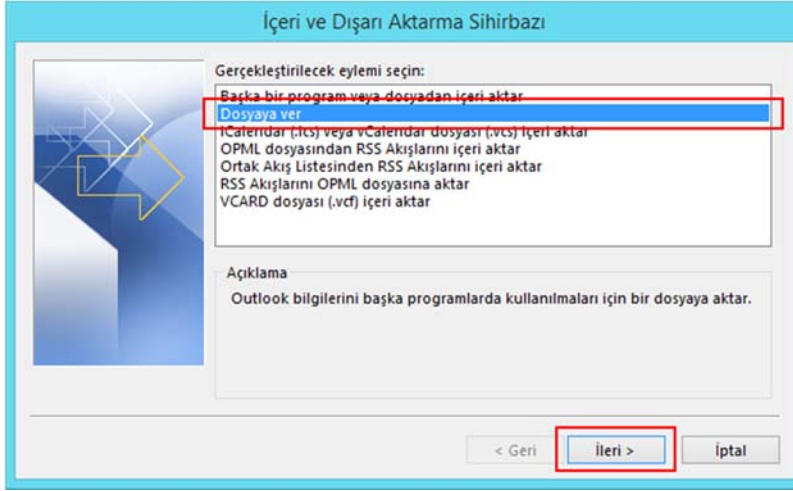 İçeri ve Dışarı Aktarma Sihirbazı
Gerçekleştirilecek eylemi seçin:
Başka bir program veya dosyadan içeri aktar
Dosyaya ver
iCalendar (.ics) veya vCalendar dosyası (.vcs) içeri aktar
OPML dosyasından RSS Akışlarını içeri aktar
Ortak Akış Listesinden RSS Akışlarını içeri aktar
RSS Akışlarını OPML dosyasına aktar
VCARD dosyası (.vcf) içeri aktar
Açıklama
Outlook bilgilerini başka programlarda kullanılmaları için bir dosyaya aktar.
< Geri İleri > İptal